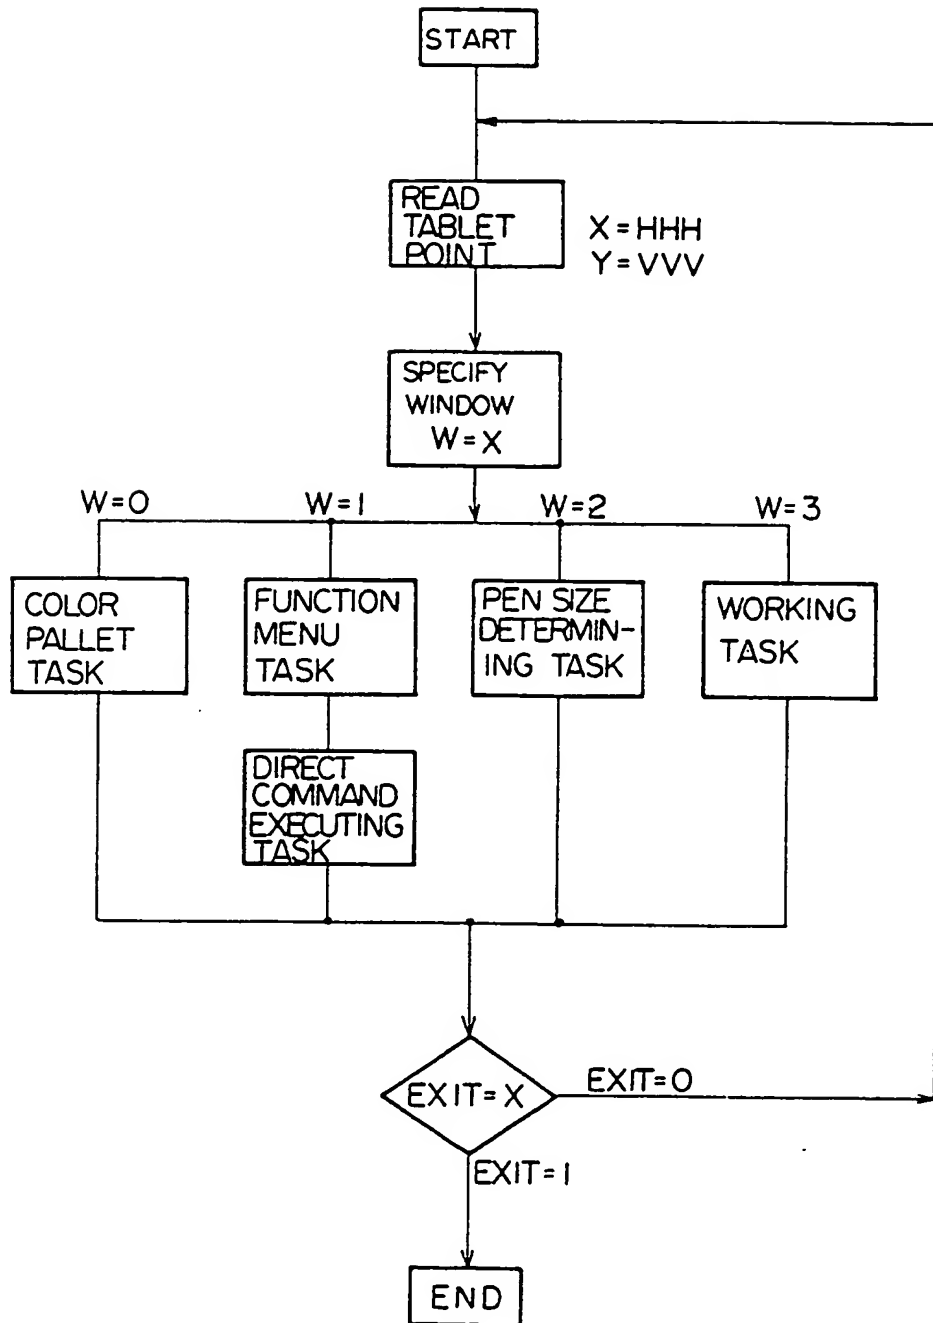 START
READ
TABLET
POINT
X=HHH
Y=VVV
SPECIFY
WINDOW
W=X
W=0
W=1
W=2
W=3
COLOR
PALLET
TASK
FUNCTION
MENU
TASK
PEN SIZE
DETERMIN-
ING TASK
WORKING
TASK
DIRECT
COMMAND
EXECUTING
TASK
EXIT=X
EXIT=0
EXIT=1
END